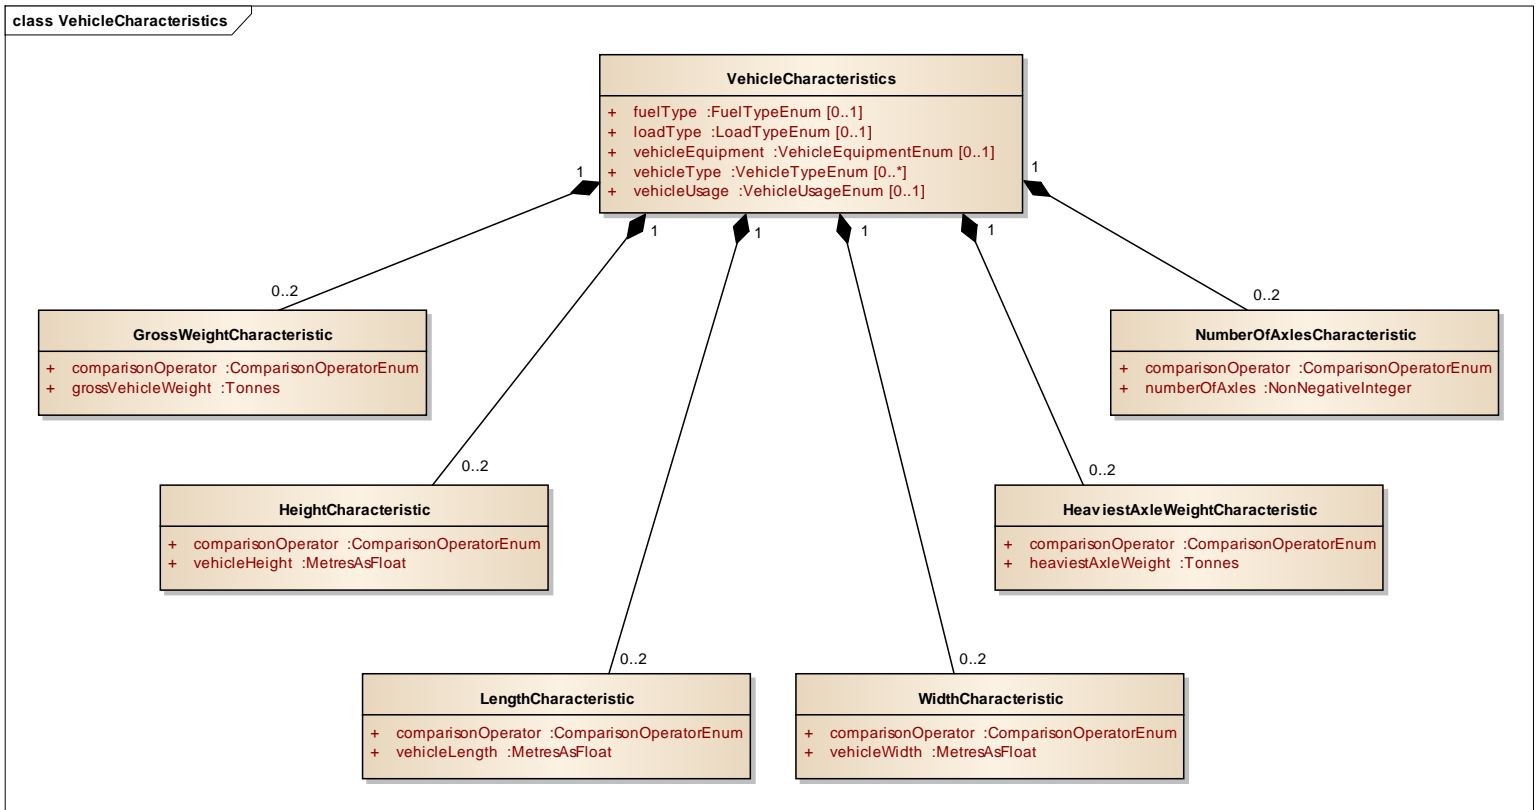 class VehicleCharacteristics
VehicleCharacteristics
+ fuelType :FuelTypeEnum [0..1]
+ loadType :LoadTypeEnum [0..1]
+ vehicleEquipment :VehicleEquipmentEnum [0..1]
+ vehicleType :VehicleTypeEnum [0..*]
+ vehicleUsage :VehicleUsageEnum [0..1]
1
1
1
1
1
1
0..2
0..2
GrossWeightCharacteristic
+ comparisonOperator :ComparisonOperatorEnum
+ grossVehicleWeight :Tonnes
NumberOfAxlesCharacteristic
+ comparisonOperator :ComparisonOperatorEnum
+ numberOfAxles :NonNegativeInteger
0..2
0..2
HeightCharacteristic
+ comparisonOperator :ComparisonOperatorEnum
+ vehicleHeight :MetresAsFloat
HeaviestAxleWeightCharacteristic
+ comparisonOperator :ComparisonOperatorEnum
+ heaviestAxleWeight :Tonnes
0..2
0..2
LengthCharacteristic
+ comparisonOperator :ComparisonOperatorEnum
+ vehicleLength :MetresAsFloat
WidthCharacteristic
+ comparisonOperator :ComparisonOperatorEnum
+ vehicleWidth :MetresAsFloat